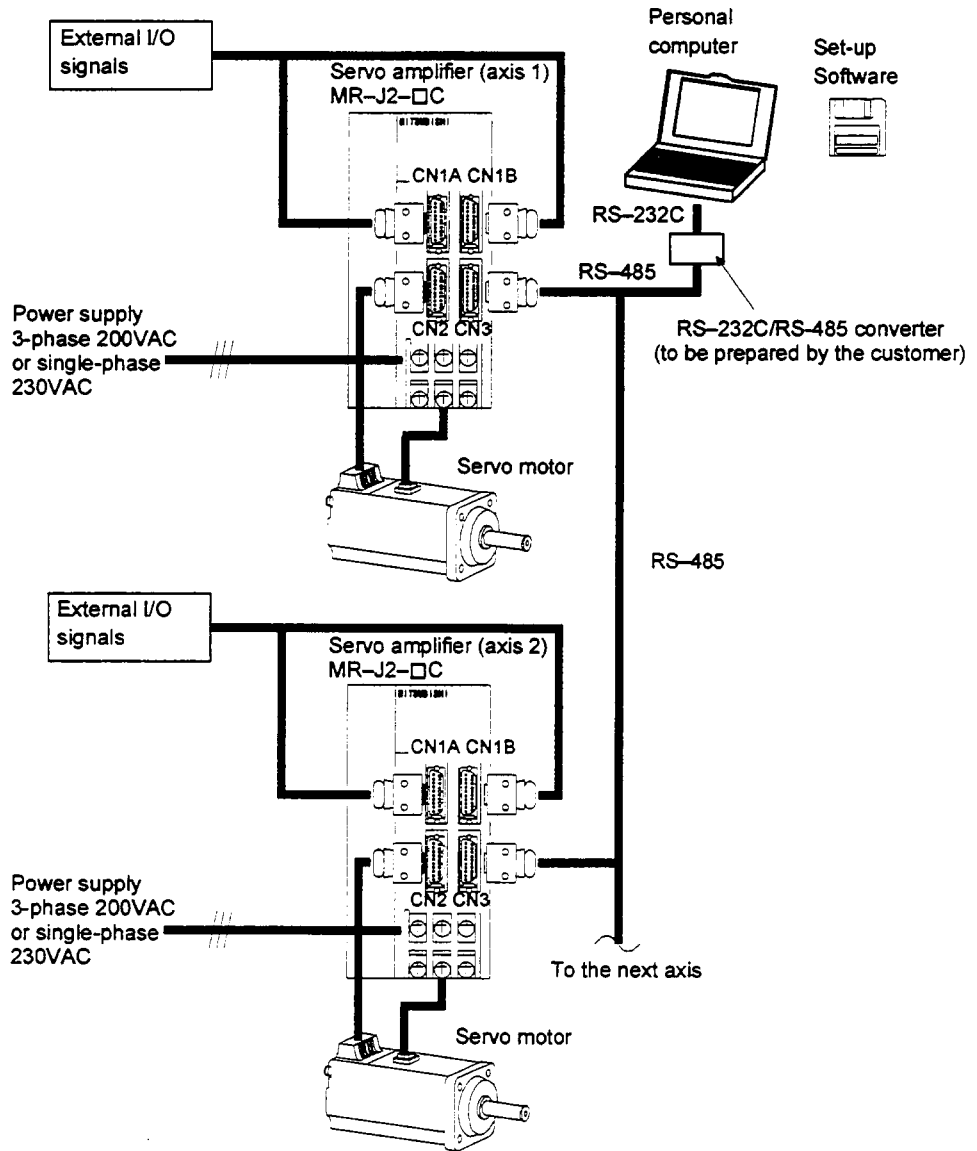 External I/O
signals
Personal
computer
Set-up
Software
Servo amplifier (axis 1)
MR–J2–□C
CN1A CN1B
RS–232C
RS–485
CN2 CN3
Power supply
3-phase 200VAC
or single-phase
230VAC
RS–232C/RS-485 converter
(to be prepared by the customer)
Servo motor
RS–485
External I/O
signals
Servo amplifier (axis 2)
MR–J2–□C
CN1A CN1B
CN2 CN3
Power supply
3-phase 200VAC
or single-phase
230VAC
To the next axis
Servo motor